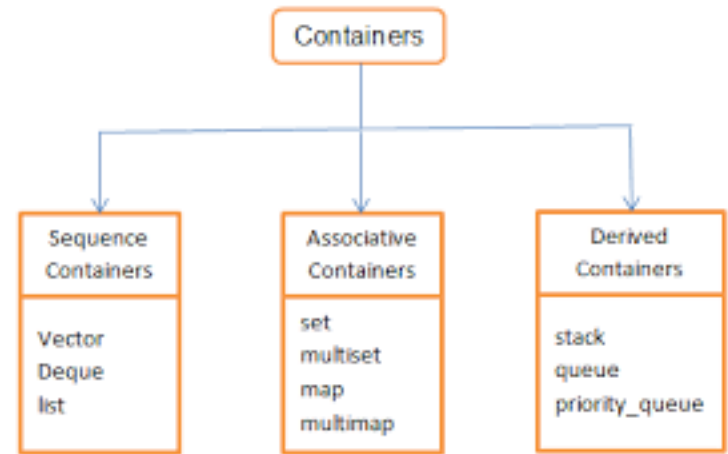 Containers
Sequence
Containers
Vector
Deque
list
Associative
Containers
set
multiset
map
multimap
Derived
Containers
stack
queue
priority_queue